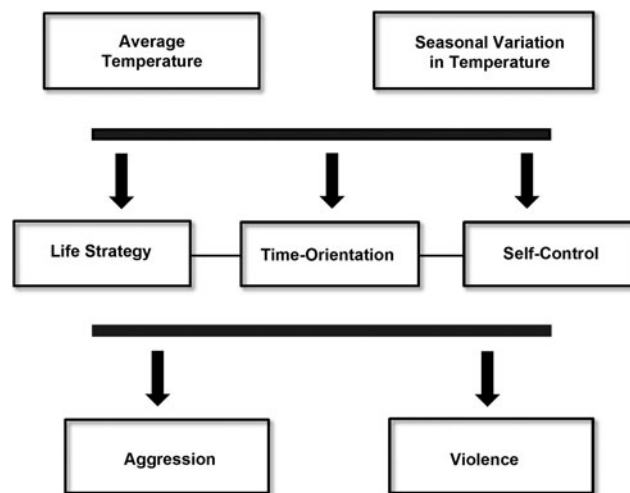 Average
Temperature
Seasonal Variation
in Temperature
Life Strategy
Time-Orientation
Self-Control
Aggression
Violence